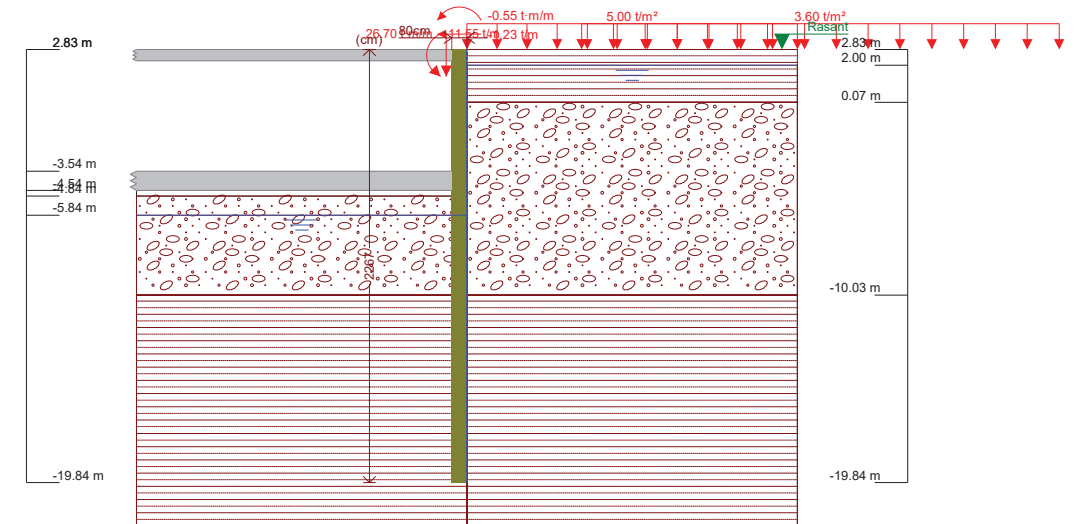 -0.55 t·m/m
5.00 t/m²
3.60 t/m²
26.70
80cm
-11.55 t/m
23 t/m
Rasant
(cm)
2.83 m
2.83 m
2.00 m
0.07 m
-3.54 m
-4.54 m
-4.84 m
-5.84 m
2267
-10.03 m
-19.84 m
-19.84 m